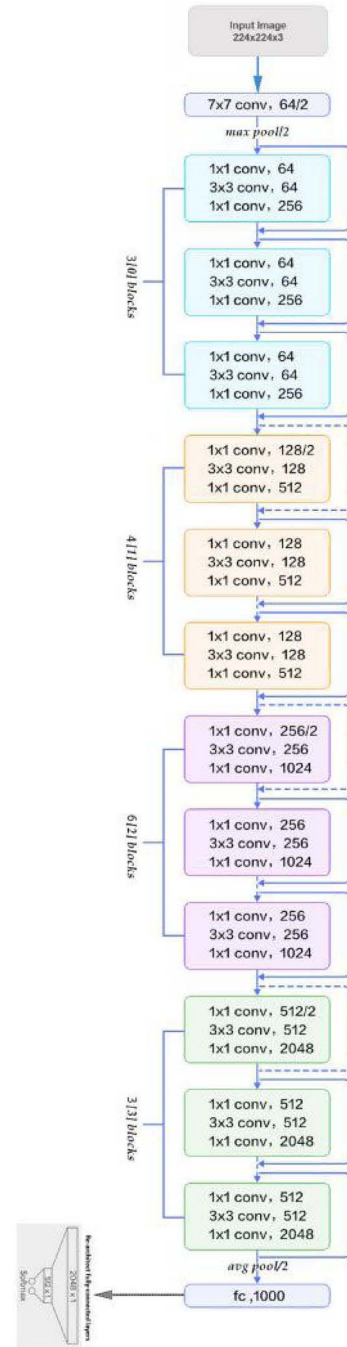 Input Image
224x224x3
7x7 conv, 64/2
max pool/2
1x1 conv, 64
3x3 conv, 64
1x1 conv, 256
1x1 conv, 64
3x3 conv, 64
1x1 conv, 256
1x1 conv, 64
3x3 conv, 64
1x1 conv, 256
3[0] blocks
1x1 conv, 128/2
3x3 conv, 128
1x1 conv, 512
1x1 conv, 128
3x3 conv, 128
1x1 conv, 512
1x1 conv, 128
3x3 conv, 128
1x1 conv, 512
4[1] blocks
1x1 conv, 256/2
3x3 conv, 256
1x1 conv, 1024
1x1 conv, 256
3x3 conv, 256
1x1 conv, 1024
1x1 conv, 256
3x3 conv, 256
1x1 conv, 1024
6[2] blocks
1x1 conv, 512/2
3x3 conv, 512
1x1 conv, 2048
1x1 conv, 512
3x3 conv, 512
1x1 conv, 2048
1x1 conv, 512
3x3 conv, 512
1x1 conv, 2048
3[3] blocks
avg pool/2
fc ,1000
Re-architect fully-connected layers
2048 x 1
512 x 1
Softmax